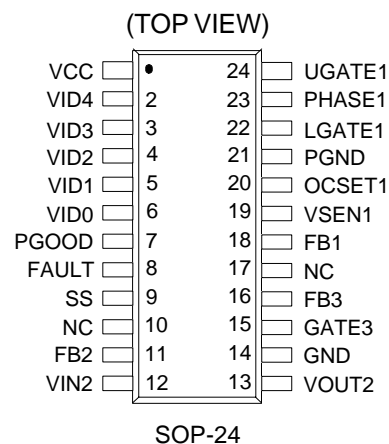 (TOP VIEW)
VCC 24 UGATE1
VID4 2 23 PHASE1
VID3 3 22 LGATE1
VID2 4 21 PGND
VID1 5 20 OCSET1
VID0 6 19 VSEN1
PGOOD 7 18 FB1
FAULT 8 17 NC
SS 9 16 FB3
NC 10 15 GATE3
FB2 11 14 GND
VIN2 12 13 VOUT2
SOP-24